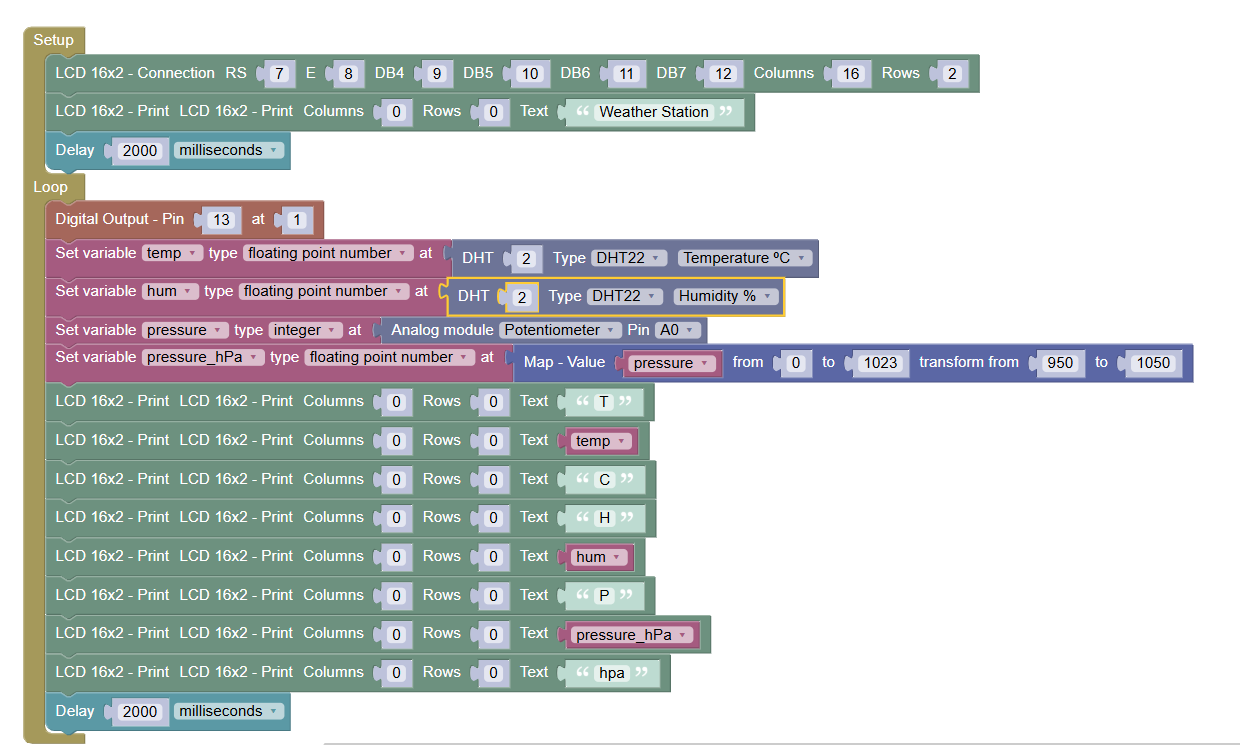 Setup
LCD 16x2 - Connection RS 7 E 8 DB4 9 DB5 10 DB6 11 DB7 12 Columns 16 Rows 2
LCD 16x2 - Print LCD 16x2 - Print Columns 0 Rows 0 Text “ Weather Station ”
Delay 2000 milliseconds
Loop
Digital Output - Pin 13 at 1
Set variable temp type floating point number at DHT 2 Type DHT22 Temperature ºC
Set variable hum type floating point number at DHT 2 Type DHT22 Humidity %
Set variable pressure type integer at Analog module Potentiometer Pin A0
Set variable pressure_hPa type floating point number at Map - Value pressure from 0 to 1023 transform from 950 to 1050
LCD 16x2 - Print LCD 16x2 - Print Columns 0 Rows 0 Text “ T ”
LCD 16x2 - Print LCD 16x2 - Print Columns 0 Rows 0 Text temp
LCD 16x2 - Print LCD 16x2 - Print Columns 0 Rows 0 Text “ C ”
LCD 16x2 - Print LCD 16x2 - Print Columns 0 Rows 0 Text “ H ”
LCD 16x2 - Print LCD 16x2 - Print Columns 0 Rows 0 Text hum
LCD 16x2 - Print LCD 16x2 - Print Columns 0 Rows 0 Text “ P ”
LCD 16x2 - Print LCD 16x2 - Print Columns 0 Rows 0 Text pressure_hPa
LCD 16x2 - Print LCD 16x2 - Print Columns 0 Rows 0 Text “ hpa ”
Delay 2000 milliseconds